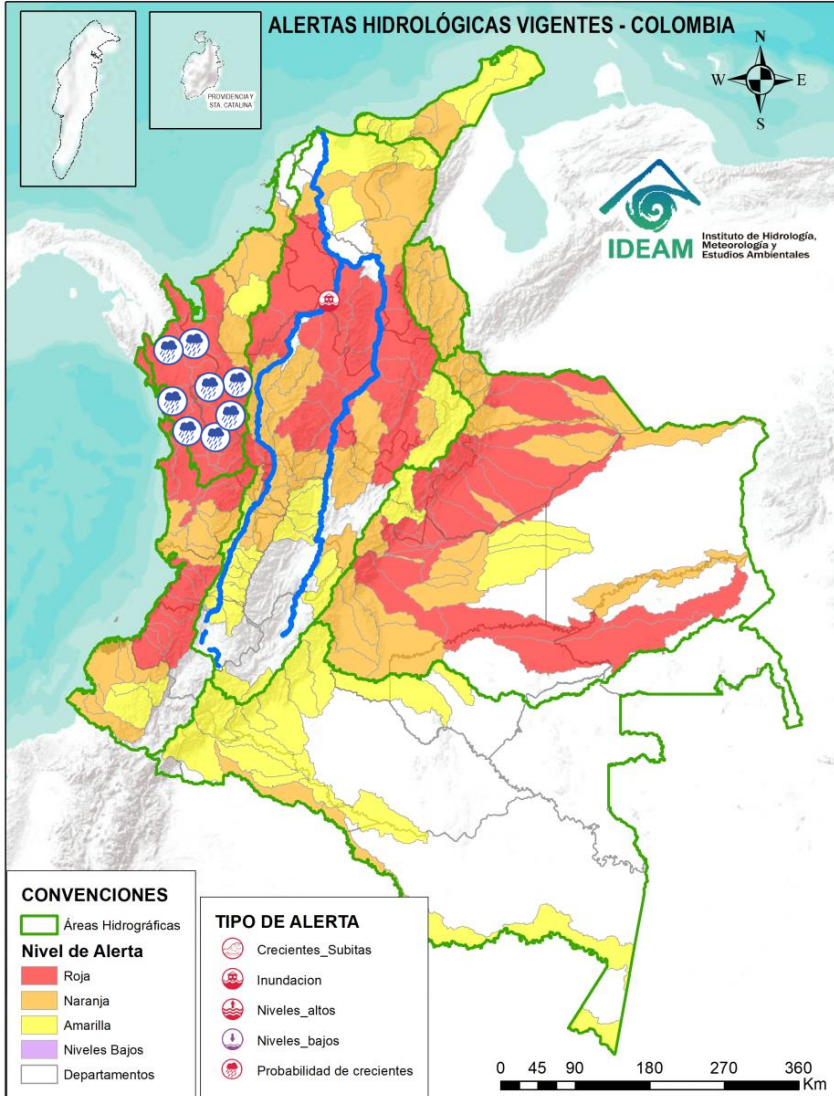 ALERTAS HIDROLÓGICAS VIGENTES - COLOMBIA
PROVIDENCIA Y
STA. CATALINA
N
W
E
S
IDEAM
Instituto de Hidrología,
Meteorología y
Estudios Ambientales
CONVENCIONES
Áreas Hidrográficas
Nivel de Alerta
Roja
Naranja
Amarilla
Niveles Bajos
Departamentos
TIPO DE ALERTA
Crecientes_Subitas
Inundacion
Niveles_altos
Niveles_bajos
Probabilidad de crecientes
0 45 90 180 270 360
Km